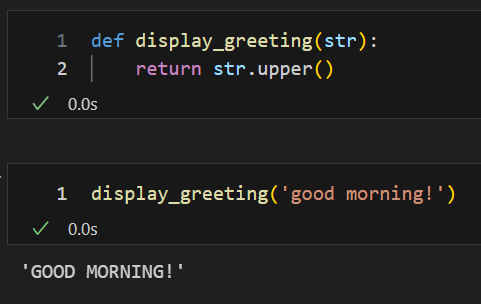 1 def display_greeting(str):
2 return str.upper()
0.0s
1 display_greeting('good morning!')
0.0s
'GOOD MORNING!'